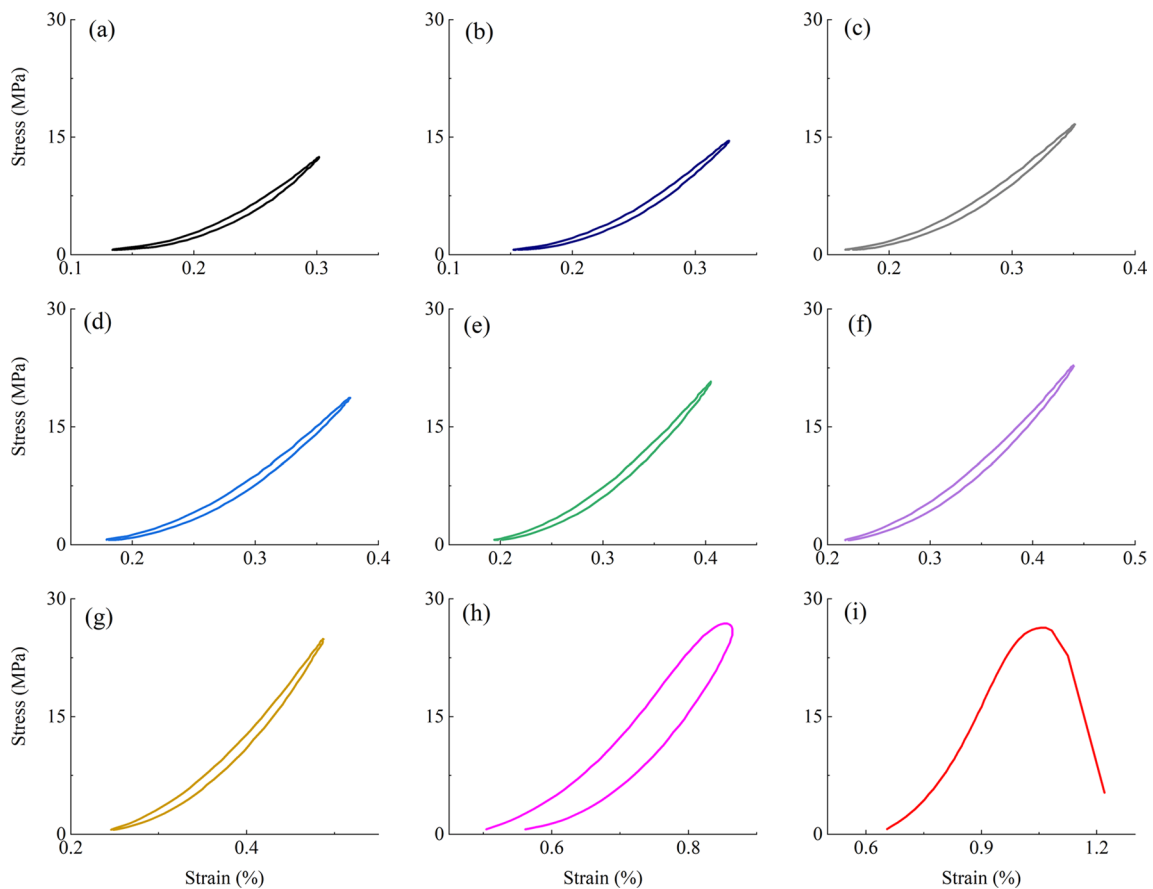 30 (a) 30 (b) 30 (c)
Stress (MPa)
15 15 15
0 0 0
0.1 0.2 0.3 0.1 0.2 0.3 0.2 0.3 0.4
30 (d) 30 (e) 30 (f)
Stress (MPa)
15 15 15
0 0 0
0.2 0.3 0.4 0.2 0.3 0.4 0.2 0.3 0.4 0.5
30 (g) 30 (h) 30 (i)
Stress (MPa)
15 15 15
0 0 0
0.2 0.4 0.6 0.8 0.6 0.9 1.2
Strain (%) Strain (%) Strain (%)